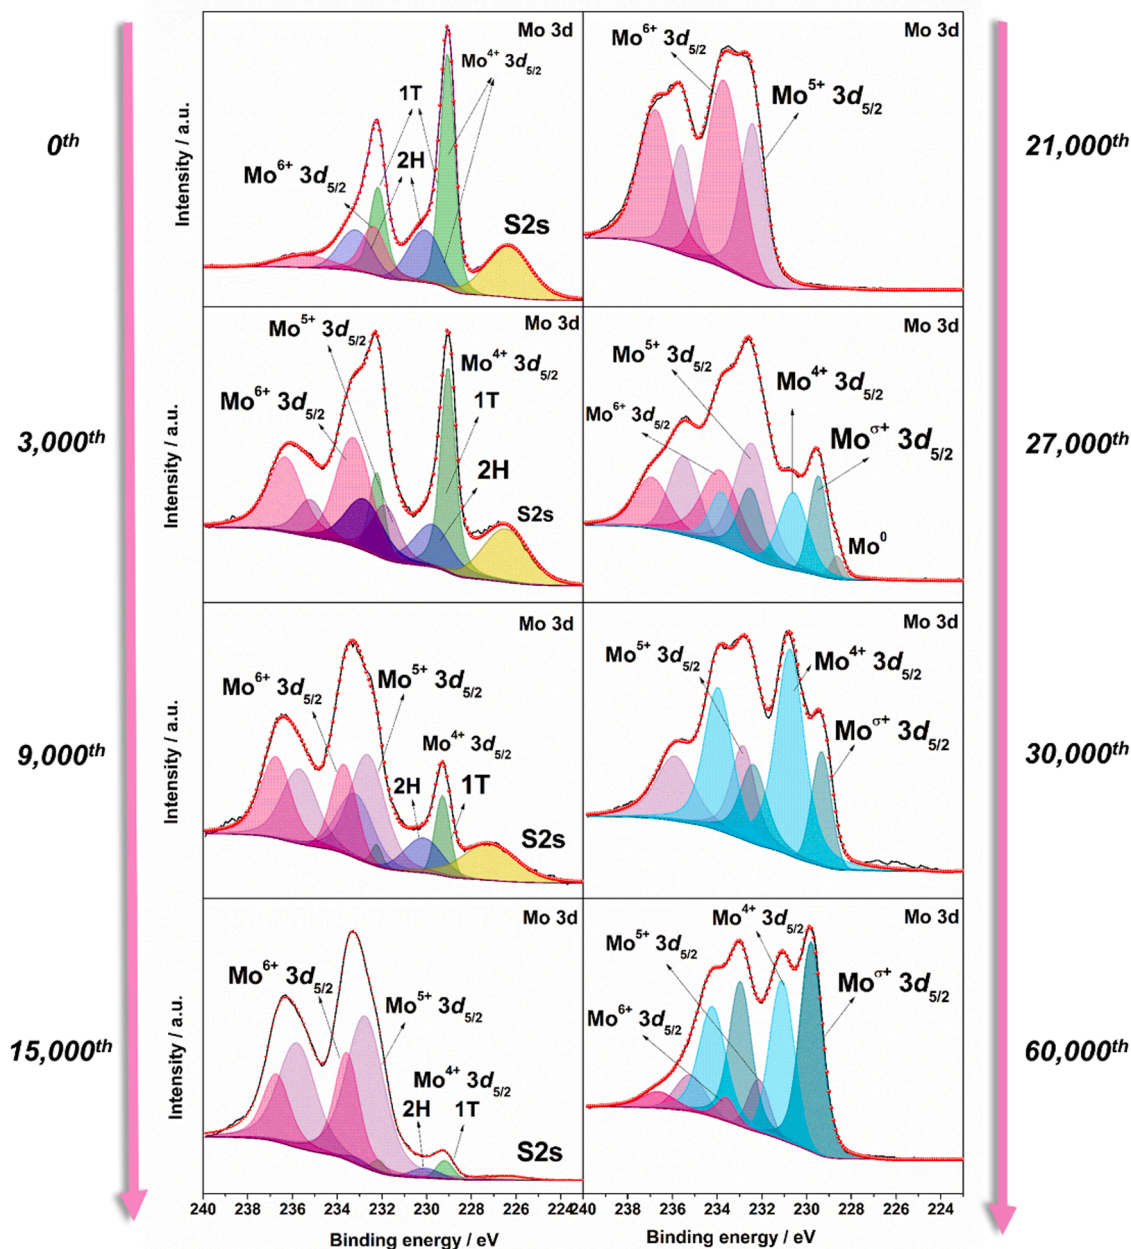 0th
3,000th
9,000th
15,000th
Intensity / a.u.
Mo 3d
Mo4+ 3d5/2
1T
2H
Mo6+ 3d5/2
S2s
Intensity / a.u.
Mo 3d
Mo5+ 3d5/2
Mo4+ 3d5/2
Mo6+ 3d5/2
1T
2H
S2s
Intensity / a.u.
Mo 3d
Mo6+ 3d5/2
Mo5+ 3d5/2
Mo4+ 3d5/2
2H
1T
S2s
Intensity / a.u.
Mo 3d
Mo6+ 3d5/2
Mo5+ 3d5/2
Mo4+ 3d5/2
2H 1T
S2s
240 238 236 234 232 230 228 226 224
Binding energy / eV
Mo 3d
Mo6+ 3d5/2
Mo5+ 3d5/2
Mo 3d
Mo5+ 3d5/2
Mo4+ 3d5/2
Mo6+ 3d5/2
Moσ+ 3d5/2
Mo0
Mo 3d
Mo5+ 3d5/2
Mo4+ 3d5/2
Moσ+ 3d5/2
Mo 3d
Mo4+ 3d5/2
Mo5+ 3d5/2
Moσ+ 3d5/2
Mo6+ 3d5/2
240 238 236 234 232 230 228 226 224
Binding energy / eV
21,000th
27,000th
30,000th
60,000th